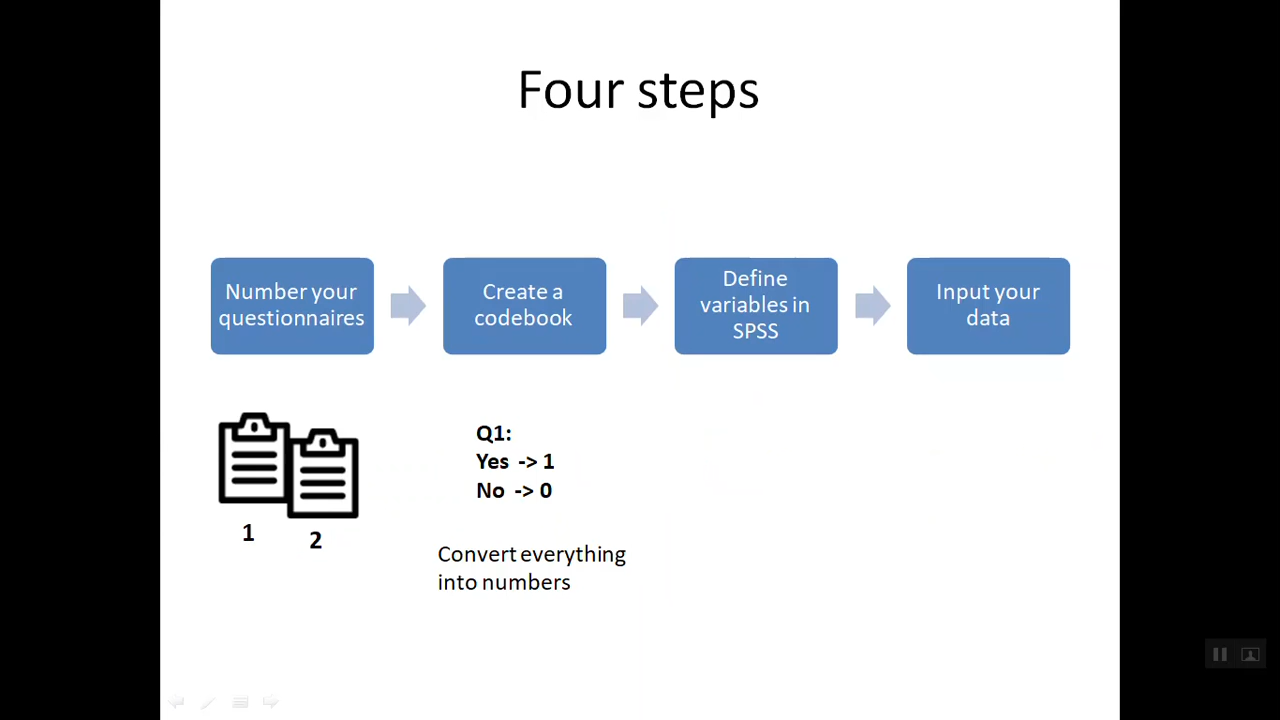 Four steps
Number your
questionnaires
Create a
codebook
Define
variables in
SPSS
Input your
data
1
2
Q1:
Yes -> 1
No -> 0
Convert everything
into numbers